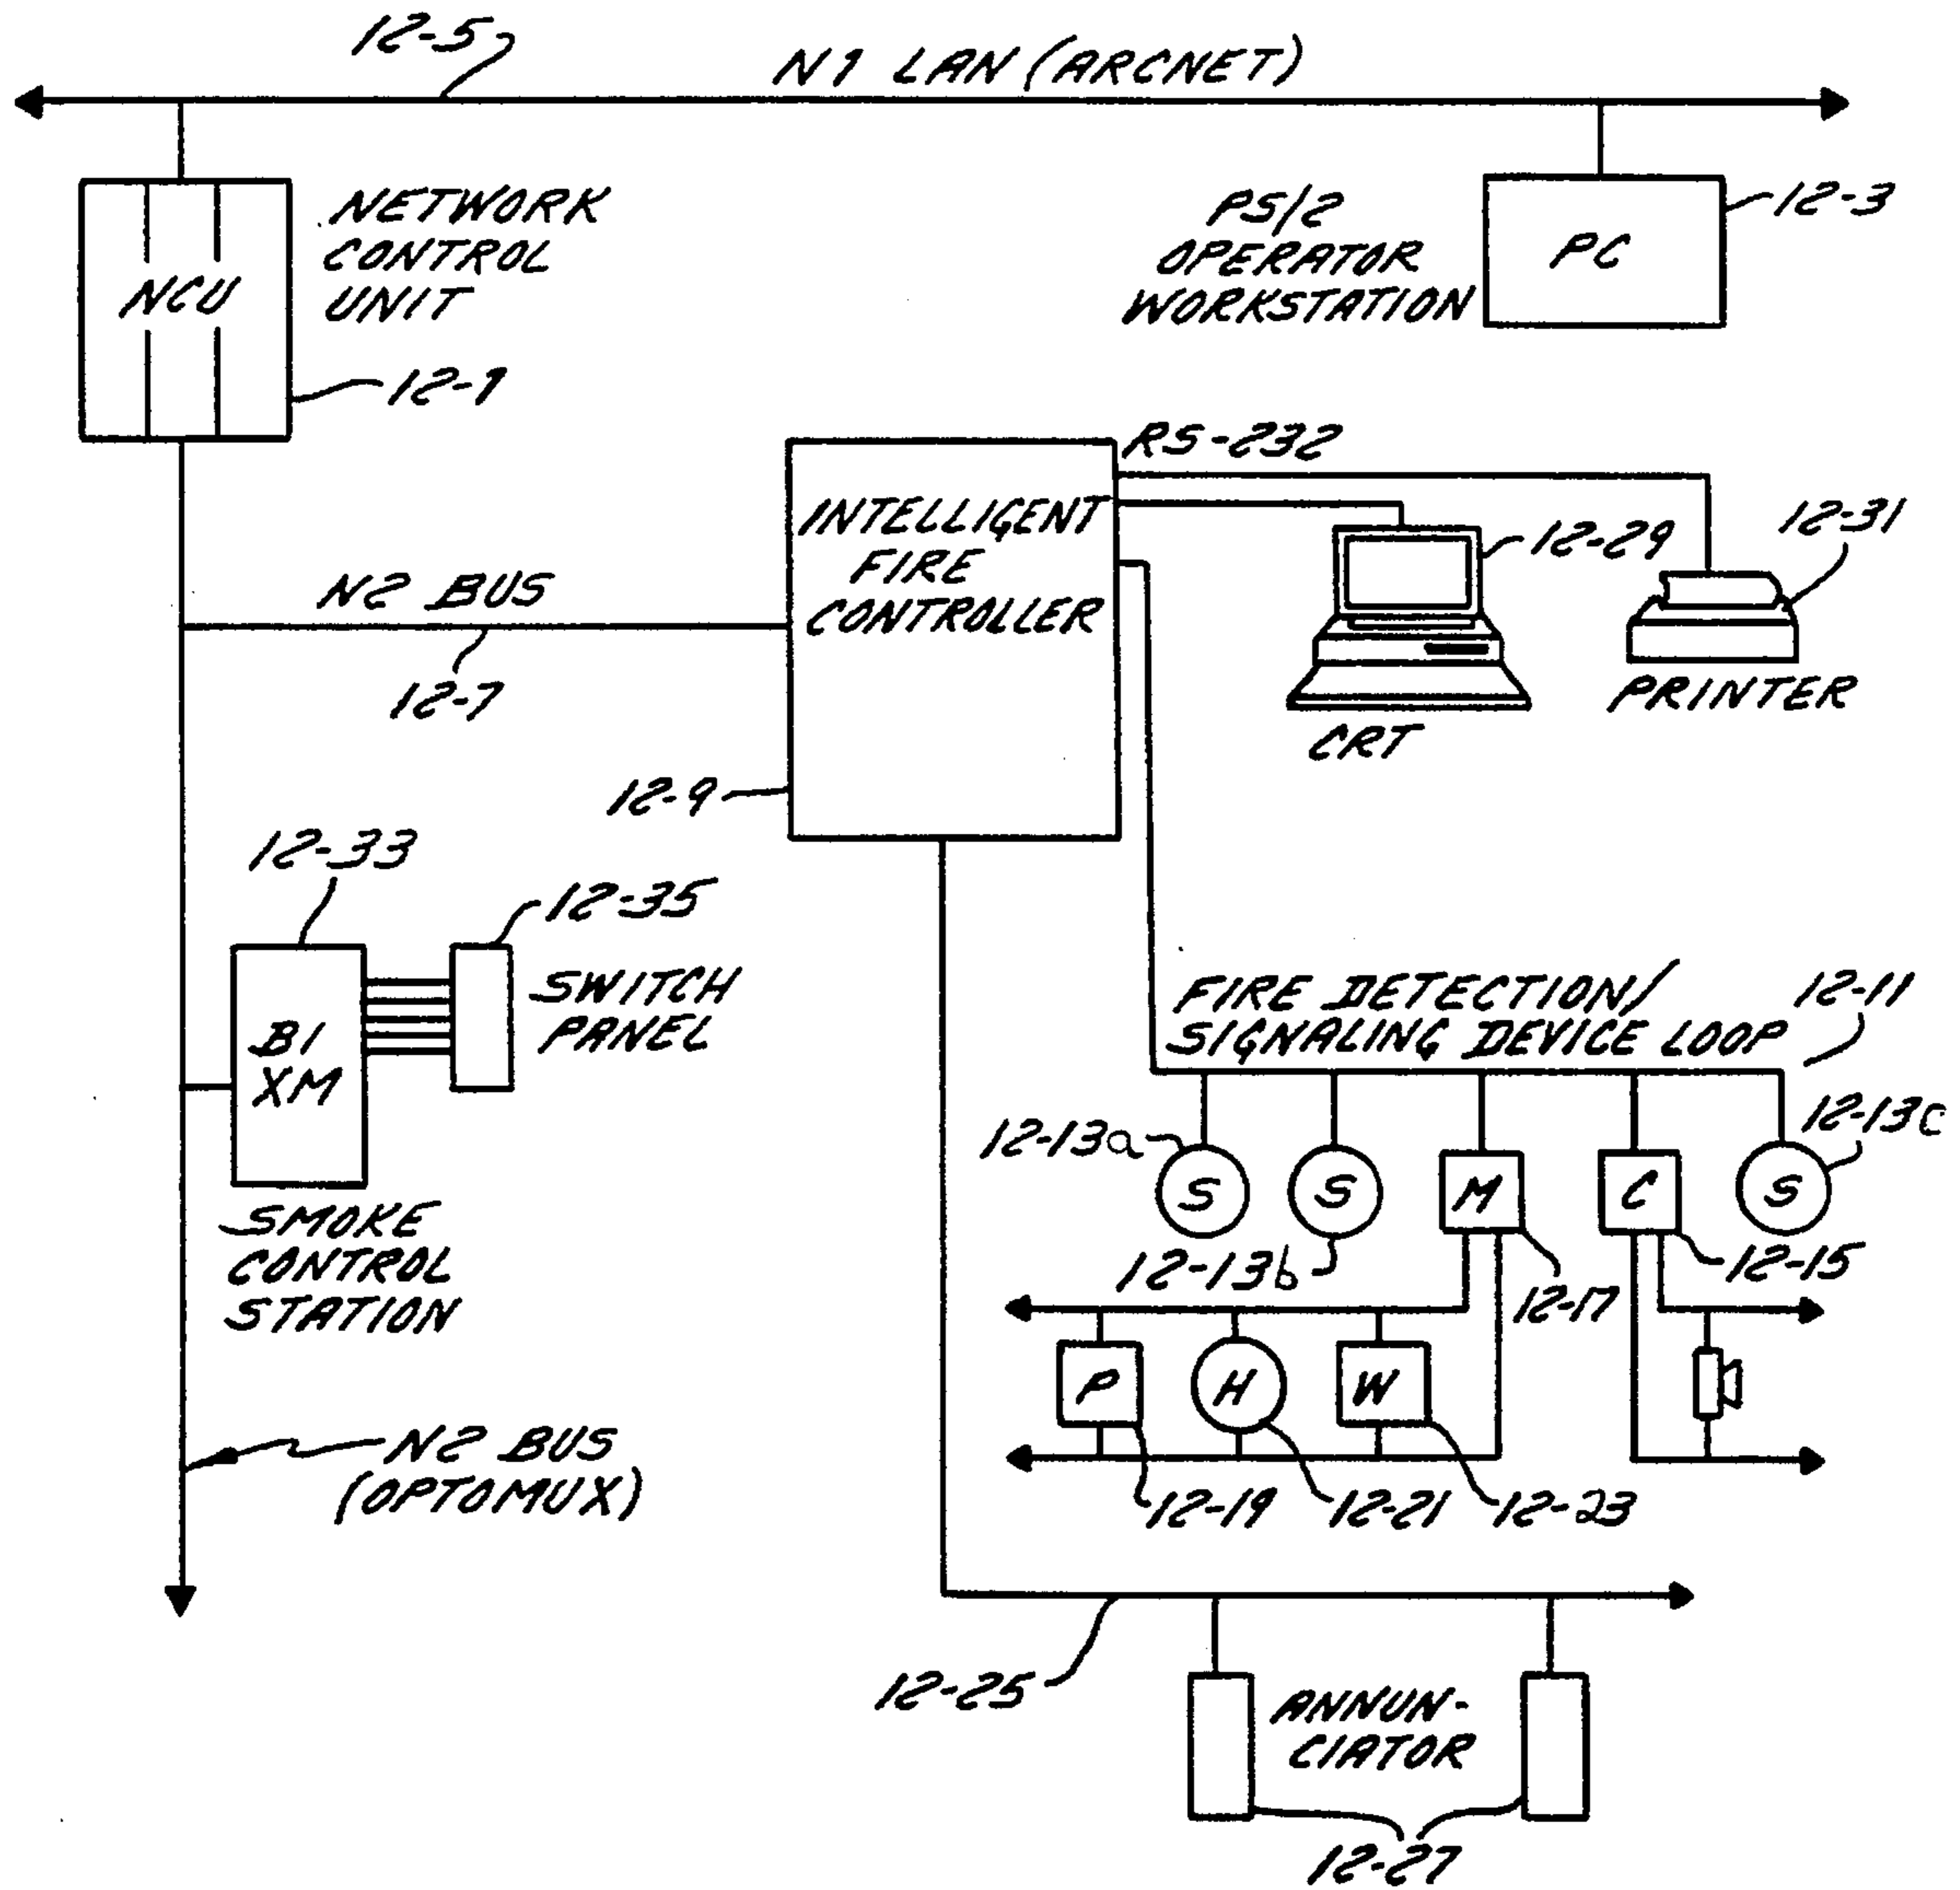 12-5
N1 LAN (ARCNET)
NETWORK
CONTROL
UNIT
NCU
12-1
PS/2
OPERATOR
WORKSTATION
PC
12-3
RS-232
INTELLIGENT
FIRE
CONTROLLER
12-29
12-31
N2 BUS
12-7
CRT
PRINTER
12-9
12-33
12-35
BI
XM
SWITCH
PANEL
SMOKE
CONTROL
STATION
FIRE DETECTION/
SIGNALING DEVICE LOOP
12-11
12-13a
S
S
M
C
S
12-13c
12-13b
12-17
12-15
P
H
W
12-19
12-21
12-23
N2 BUS
(OPTOMUX)
12-25
ANNUN-
CIATOR
12-27